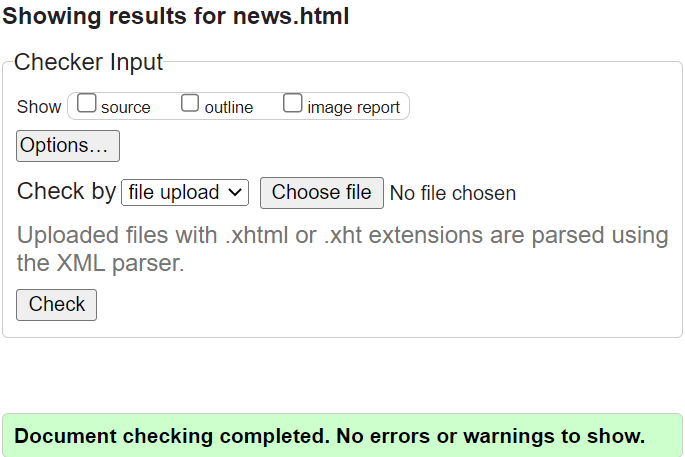 Showing results for news.html
Checker Input
Show source outline image report
Options...
Check by file upload Choose file No file chosen
Uploaded files with .xhtml or .xht extensions are parsed using
the XML parser.
Check
Document checking completed. No errors or warnings to show.